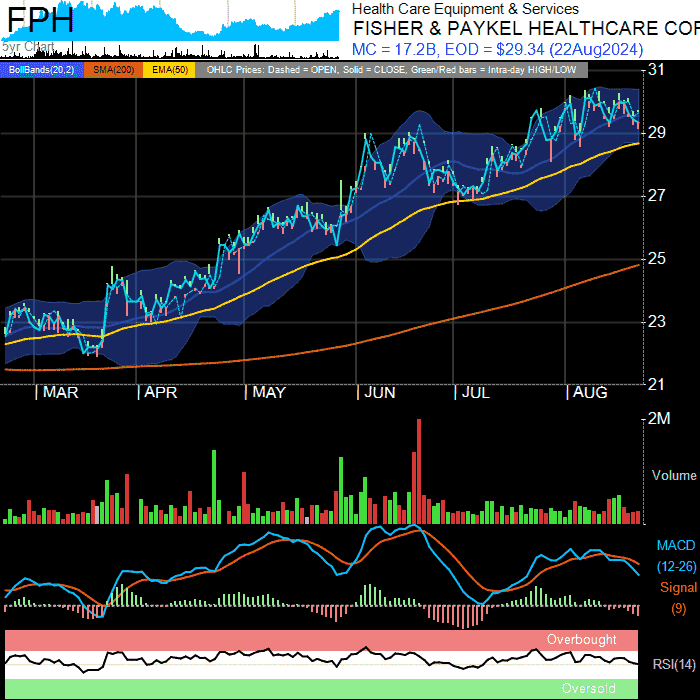 FPH
5yr Chart
Health Care Equipment & Services
FISHER & PAYKEL HEALTHCARE COR
MC = 17.2B, EOD = $29.34 (22Aug2024)
BollBands(20,2) SMA(200) EMA(50) OHLC Prices: Dashed = OPEN, Solid = CLOSE, Green/Red bars = Intra-day HIGH/LOW
31
29
27
25
23
21
MAR APR MAY JUN JUL AUG
2M
Volume
MACD
(12-26)
Signal
(9)
Overbought
RSI(14)
Oversold